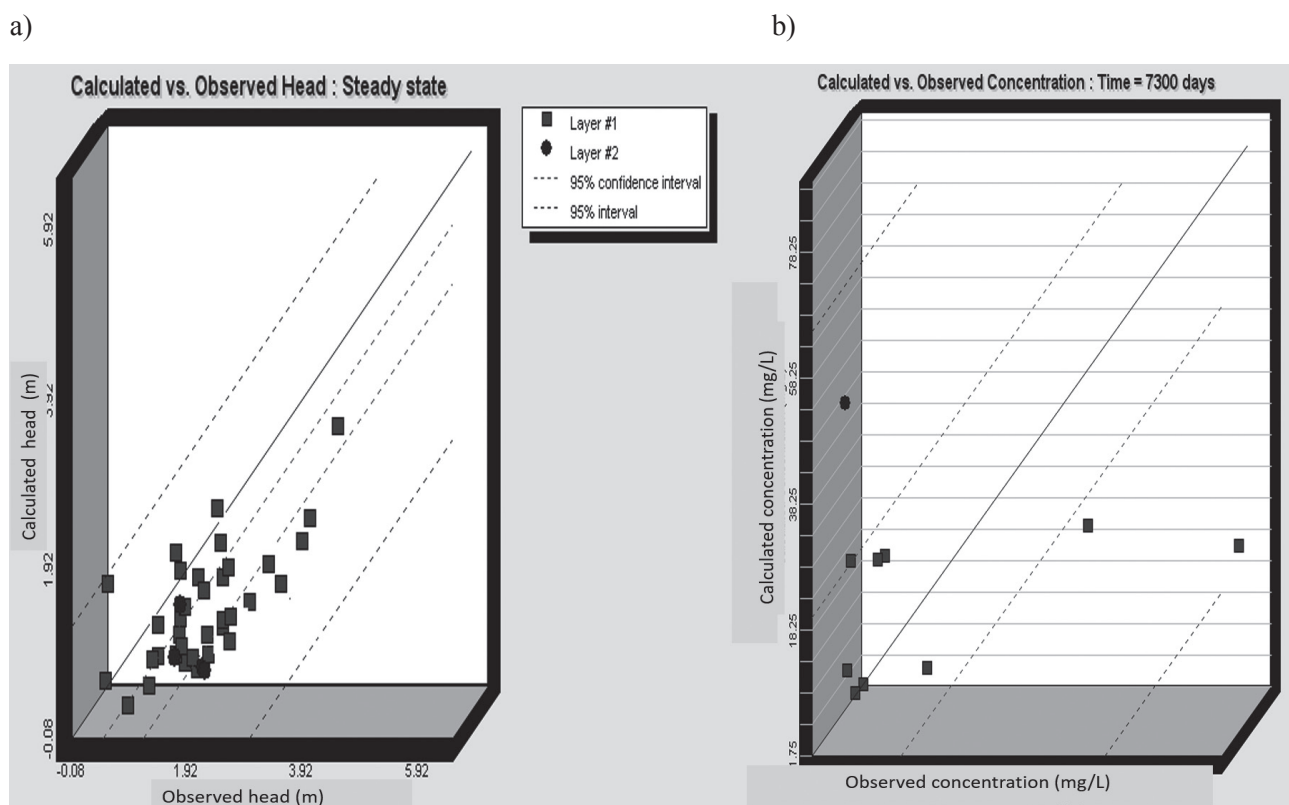 a)
b)
Calculated vs. Observed Head : Steady state
Layer #1
Layer #2
95% confidence interval
95% interval
Calculated head (m)
5.92
3.92
1.92
-0.08
-0.08 1.92 3.92 5.92
Observed head (m)
Calculated vs. Observed Concentration : Time = 7300 days
Calculated concentration (mg/L)
78.25
58.25
38.25
18.25
1.75
Observed concentration (mg/L)